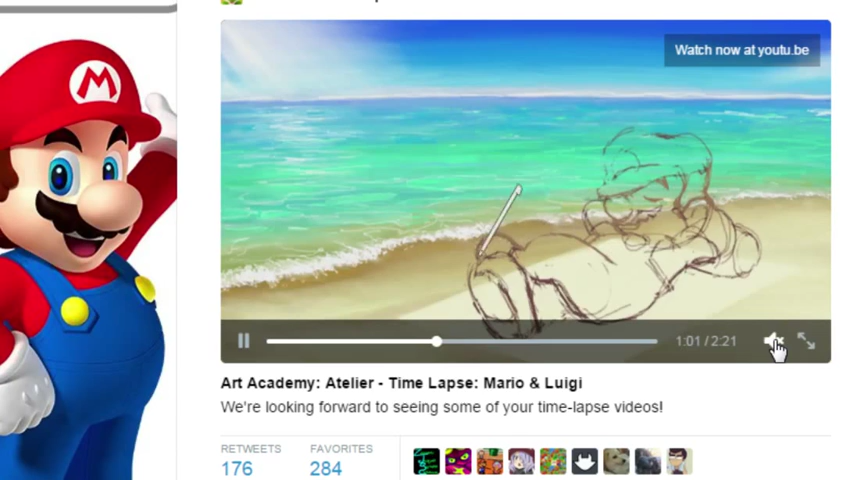 M
Watch now at youtu.be
1:01 / 2:21
Art Academy: Atelier - Time Lapse: Mario & Luigi
We're looking forward to seeing some of your time-lapse videos!
RETWEETS FAVORITES
176 284